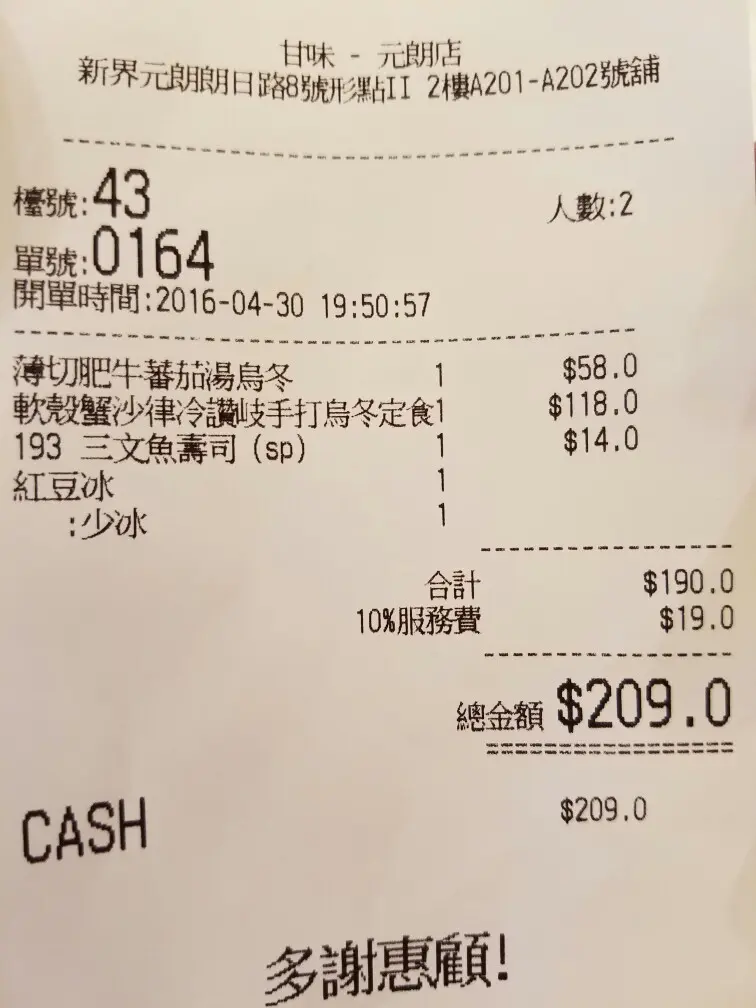 甘味 - 元朗店
新界元朗朗日路8號形點II 2樓A201-A202號舖
檯號:43 人數:2
單號:0164
開單時間:2016-04-30 19:50:57
薄切肥牛蕃茄湯烏冬 1 $58.0
軟殼蟹沙律冷讚岐手打烏冬定食1 $118.0
193 三文魚壽司(sp) 1 $14.0
紅豆冰 1
:少冰 1
合計 $190.0
10%服務費 $19.0
總金額 $209.0
CASH $209.0
多謝惠顧!